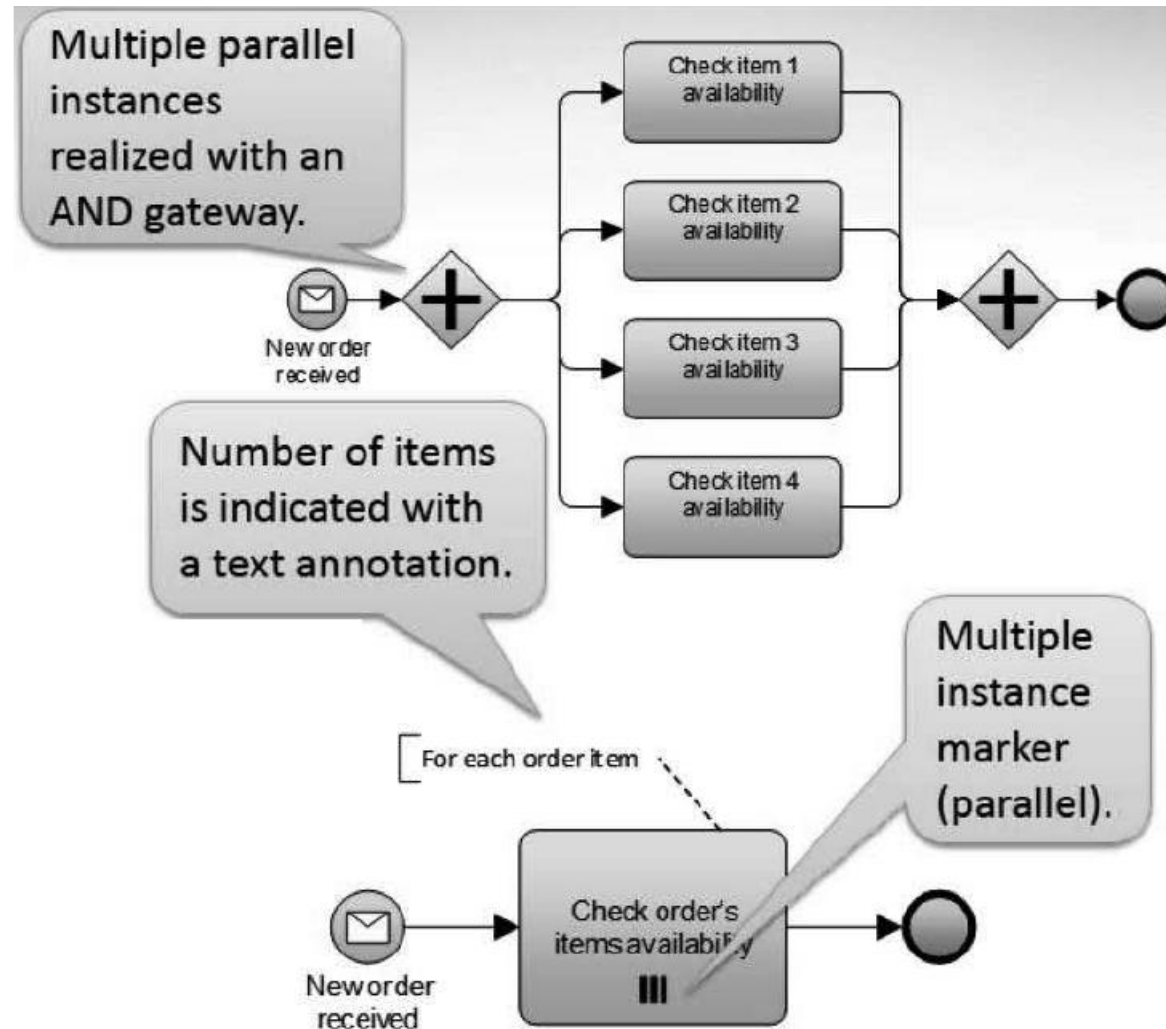 Multiple parallel
instances
realized with an
AND gateway.
Check item 1
availability
Check item 2
availability
Check item 3
availability
Check item 4
availability
New order
received
Number of items
is indicated with
a text annotation.
Multiple
instance
marker
(parallel).
For each order item
Check order's
items availability
New order
received